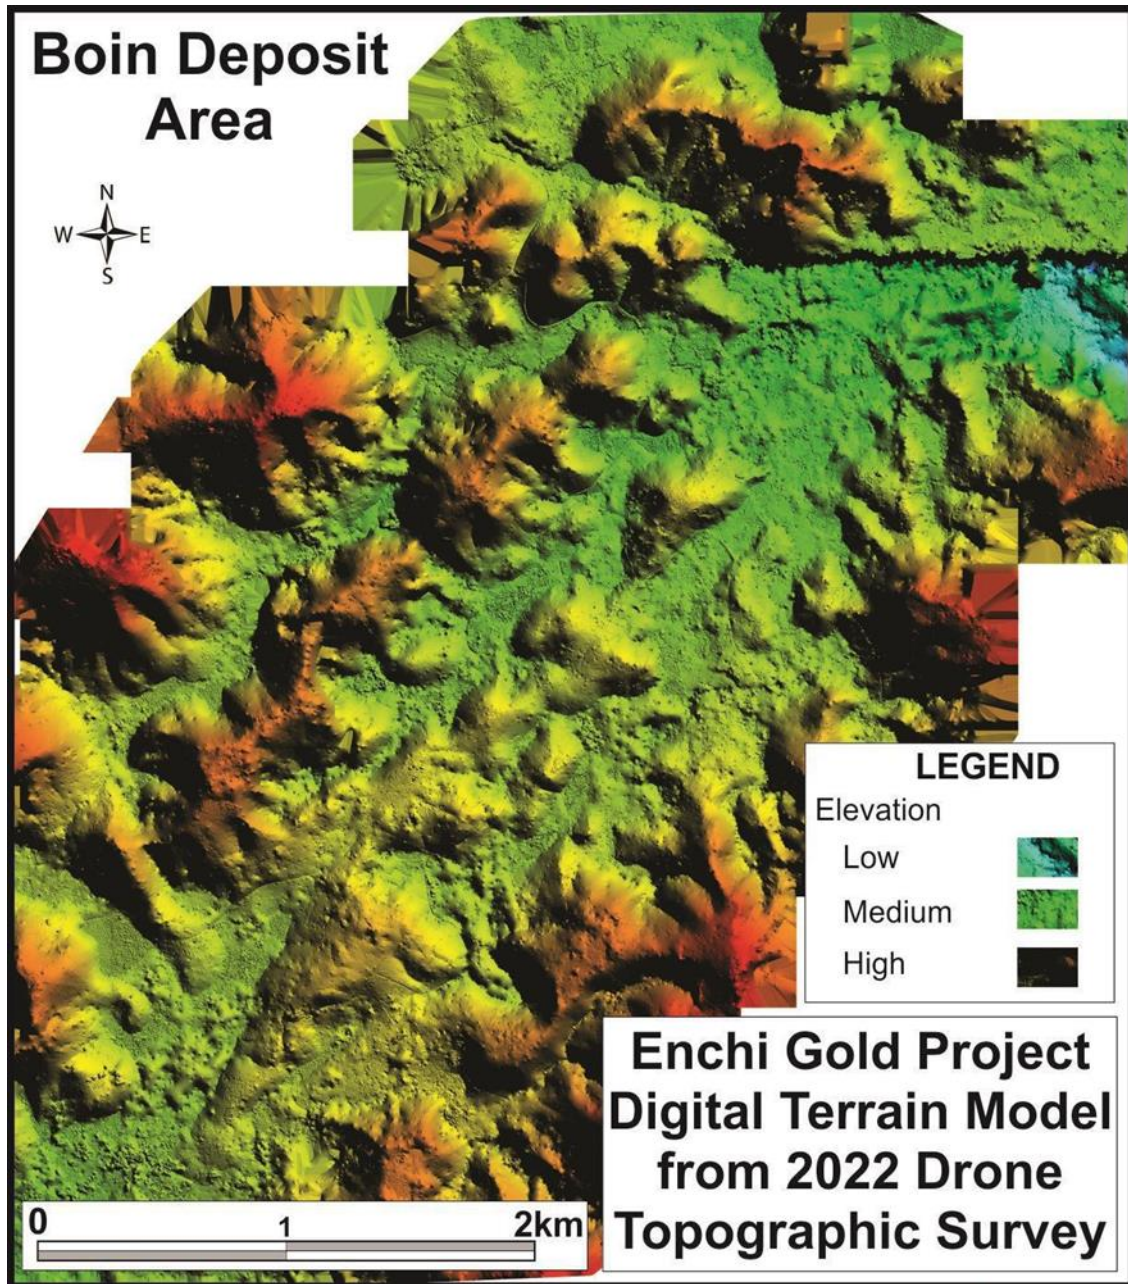 Boin Deposit
Area
N
W E
S
LEGEND
Elevation
Low
Medium
High
Enchi Gold Project
Digital Terrain Model
from 2022 Drone
Topographic Survey
0 1 2km